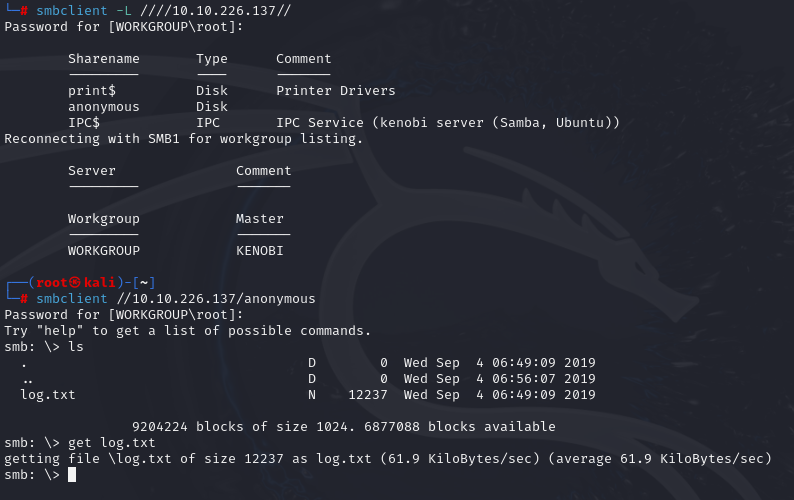 └─# smbclient -L ////10.10.226.137//
Password for [WORKGROUP\root]:
Sharename Type Comment
--------- ---- -------
print$ Disk Printer Drivers
anonymous Disk
IPC$ IPC IPC Service (kenobi server (Samba, Ubuntu))
Reconnecting with SMB1 for workgroup listing.
Server Comment
--------- -------
Workgroup Master
--------- -------
WORKGROUP KENOBI
┌──(root㉿kali)-[~]
└─# smbclient //10.10.226.137/anonymous
Password for [WORKGROUP\root]:
Try "help" to get a list of possible commands.
smb: \> ls
. D 0 Wed Sep 4 06:49:09 2019
.. D 0 Wed Sep 4 06:56:07 2019
log.txt N 12237 Wed Sep 4 06:49:09 2019
9204224 blocks of size 1024. 6877088 blocks available
smb: \> get log.txt
getting file \log.txt of size 12237 as log.txt (61.9 KiloBytes/sec) (average 61.9 KiloBytes/sec)
smb: \>